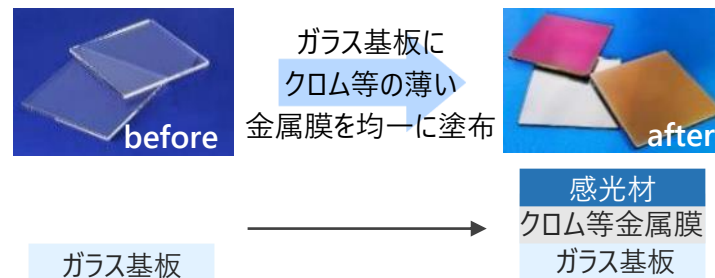 before
ガラス基板に
クロム等の薄い
金属膜を均一に塗布
after
ガラス基板
感光材
クロム等金属膜
ガラス基板